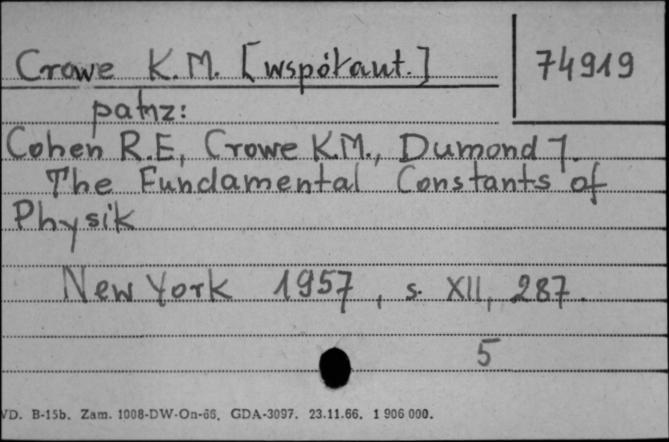 Crowe K.M. [współaut.]
74919
patrz:
Cohen R.E, Crowe K.M., Dumond J.
The Fundamental Constants of
Physik
New York 1957, s. XII, 287.
5
VD. B-15b. Zam. 1008-DW-On-66. GDA-3097. 23.11.66. 1 906 000.